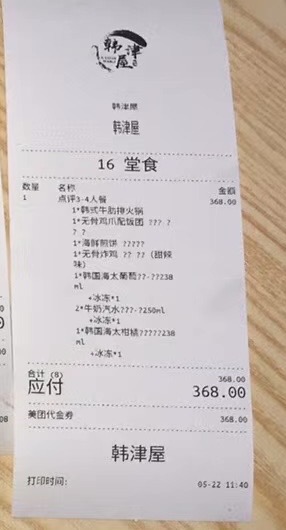 韩津屋
韩津屋
韩津屋
16 堂食
数量 名称 金额
1 点评3-4人餐 368.00
1*韩式牛肋排火锅
1*无骨鸡爪配饭团 ??? ?
? ?
1*海鲜煎饼 ?????
1*无骨炸鸡 ?? ?? (甜辣
味)
1*韩国海太葡萄??-??238
ml
+冰冻*1
2*牛奶汽水???-?250ml
+冰冻*1
1*韩国海太柑橘?????238
ml
+冰冻*1
合计 (8) 368.00
应付 368.00
美团代金券 368.00
韩津屋
打印时间: 05-22 11:40